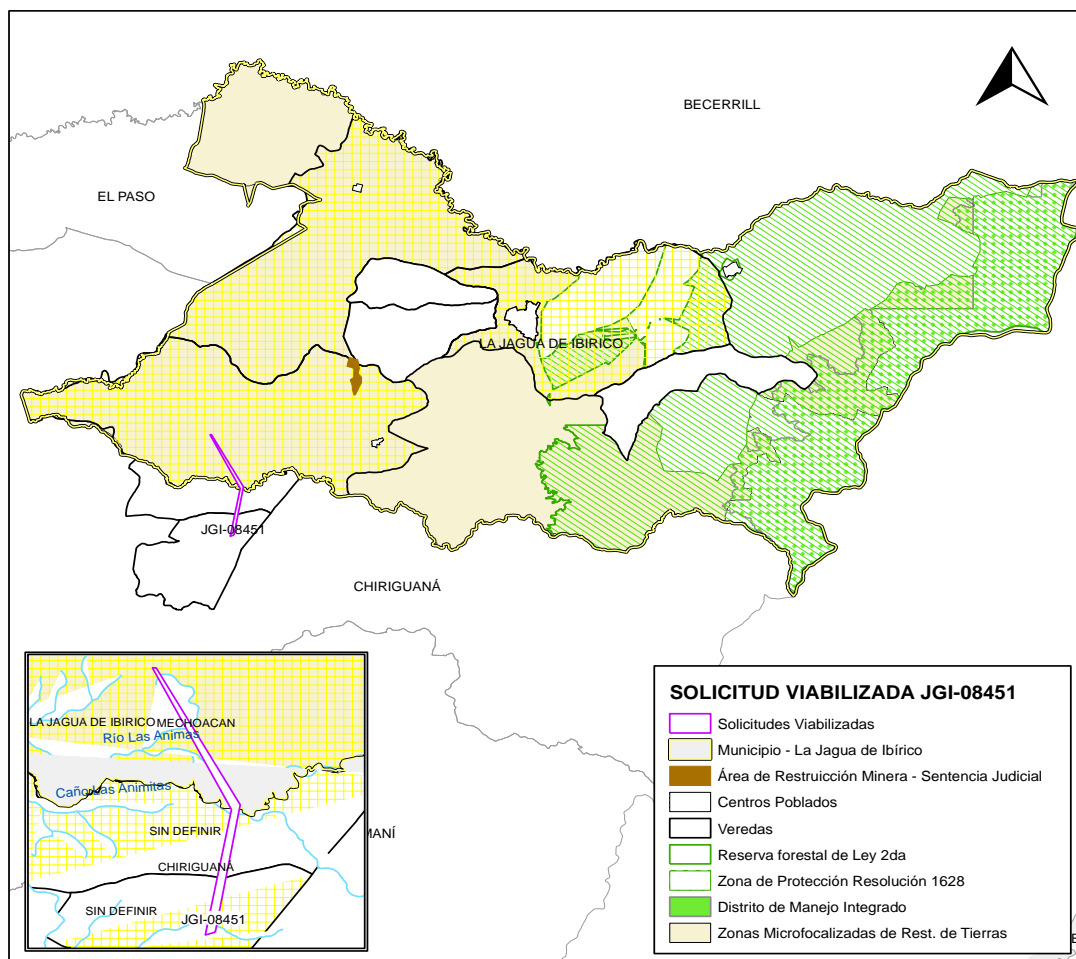 BECERRILL
EL PASO
LA JAGUA DE IBIRICO
JGI-08451
CHIRIGUANÁ
LA JAGUA DE IBIRICO
MECHOACAN
Río Las Animas
Caño Las Animitas
SIN DEFINIR
MANÍ
CHIRIGUANÁ
SIN DEFINIR
JGI-08451
SOLICITUD VIABILIZADA JGI-08451
Solicitudes Viabilizadas
Municipio - La Jagua de Ibírico
Área de Restruicción Minera - Sentencia Judicial
Centros Poblados
Veredas
Reserva forestal de Ley 2da
Zona de Protección Resolución 1628
Distrito de Manejo Integrado
Zonas Microfocalizadas de Rest. de Tierras